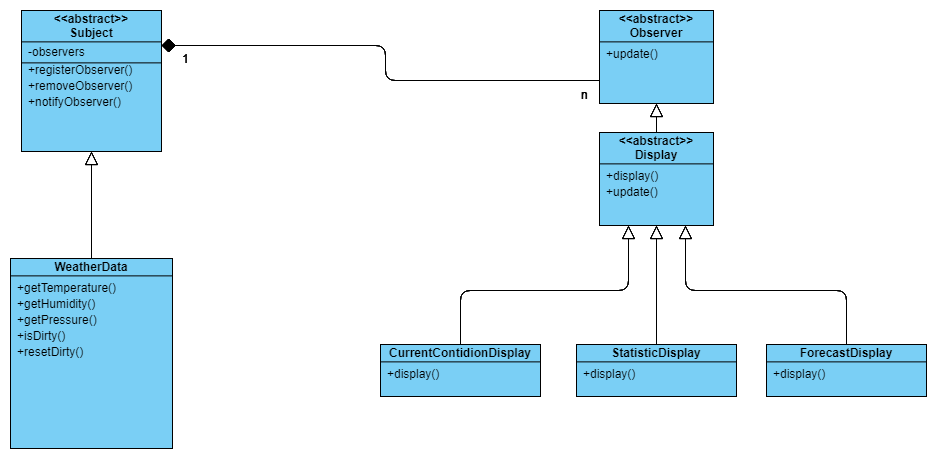 <<abstract>>
Subject
-observers
+registerObserver()
+removeObserver()
+notifyObserver()
1
n
<<abstract>>
Observer
+update()
<<abstract>>
Display
+display()
+update()
WeatherData
+getTemperature()
+getHumidity()
+getPressure()
+isDirty()
+resetDirty()
CurrentContidionDisplay
+display()
StatisticDisplay
+display()
ForecastDisplay
+display()